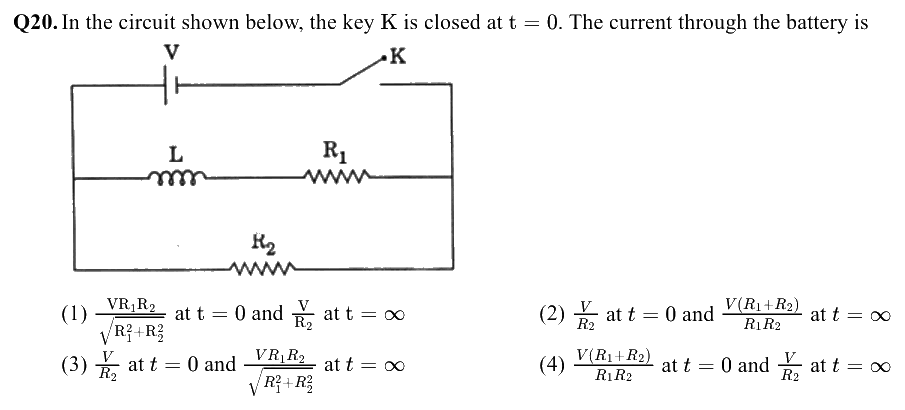 Q20. In the circuit shown below, the key K is closed at t = 0. The current through the battery is
V
K
L
R₁
R₂
(1) VR₁R₂/√(R₁²+R₂²) at t = 0 and V/R₂ at t = ∞
(2) V/R₂ at t = 0 and V(R₁+R₂)/R₁R₂ at t = ∞
(3) V/R₂ at t = 0 and VR₁R₂/√(R₁²+R₂²) at t = ∞
(4) V(R₁+R₂)/R₁R₂ at t = 0 and V/R₂ at t = ∞